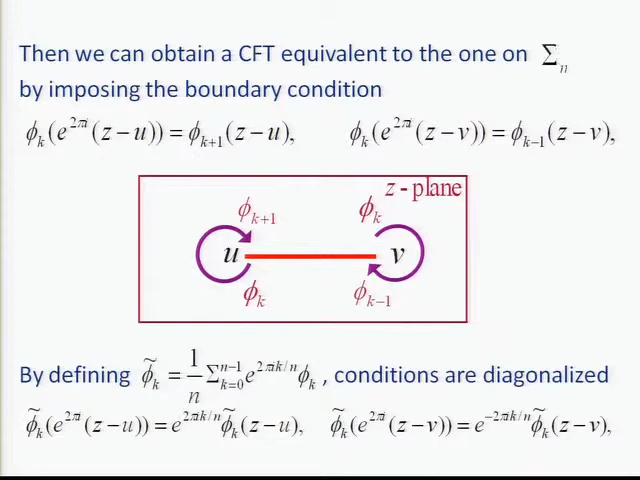 Then we can obtain a CFT equivalent to the one on Σ_n
by imposing the boundary condition
ϕ_k(e^{2πi}(z−u)) = ϕ_{k+1}(z−u), ϕ_k(e^{2πi}(z−v)) = ϕ_{k−1}(z−v),
z - plane
ϕ_{k+1} ϕ_k
u v
ϕ_k ϕ_{k−1}
By defining ϕ̃_k = 1/n Σ_{k=0}^{n−1} e^{2πik/n} ϕ_k , conditions are diagonalized
ϕ̃_k(e^{2πi}(z−u)) = e^{2πik/n} ϕ̃_k(z−u), ϕ̃_k(e^{2πi}(z−v)) = e^{−2πik/n} ϕ̃_k(z−v),